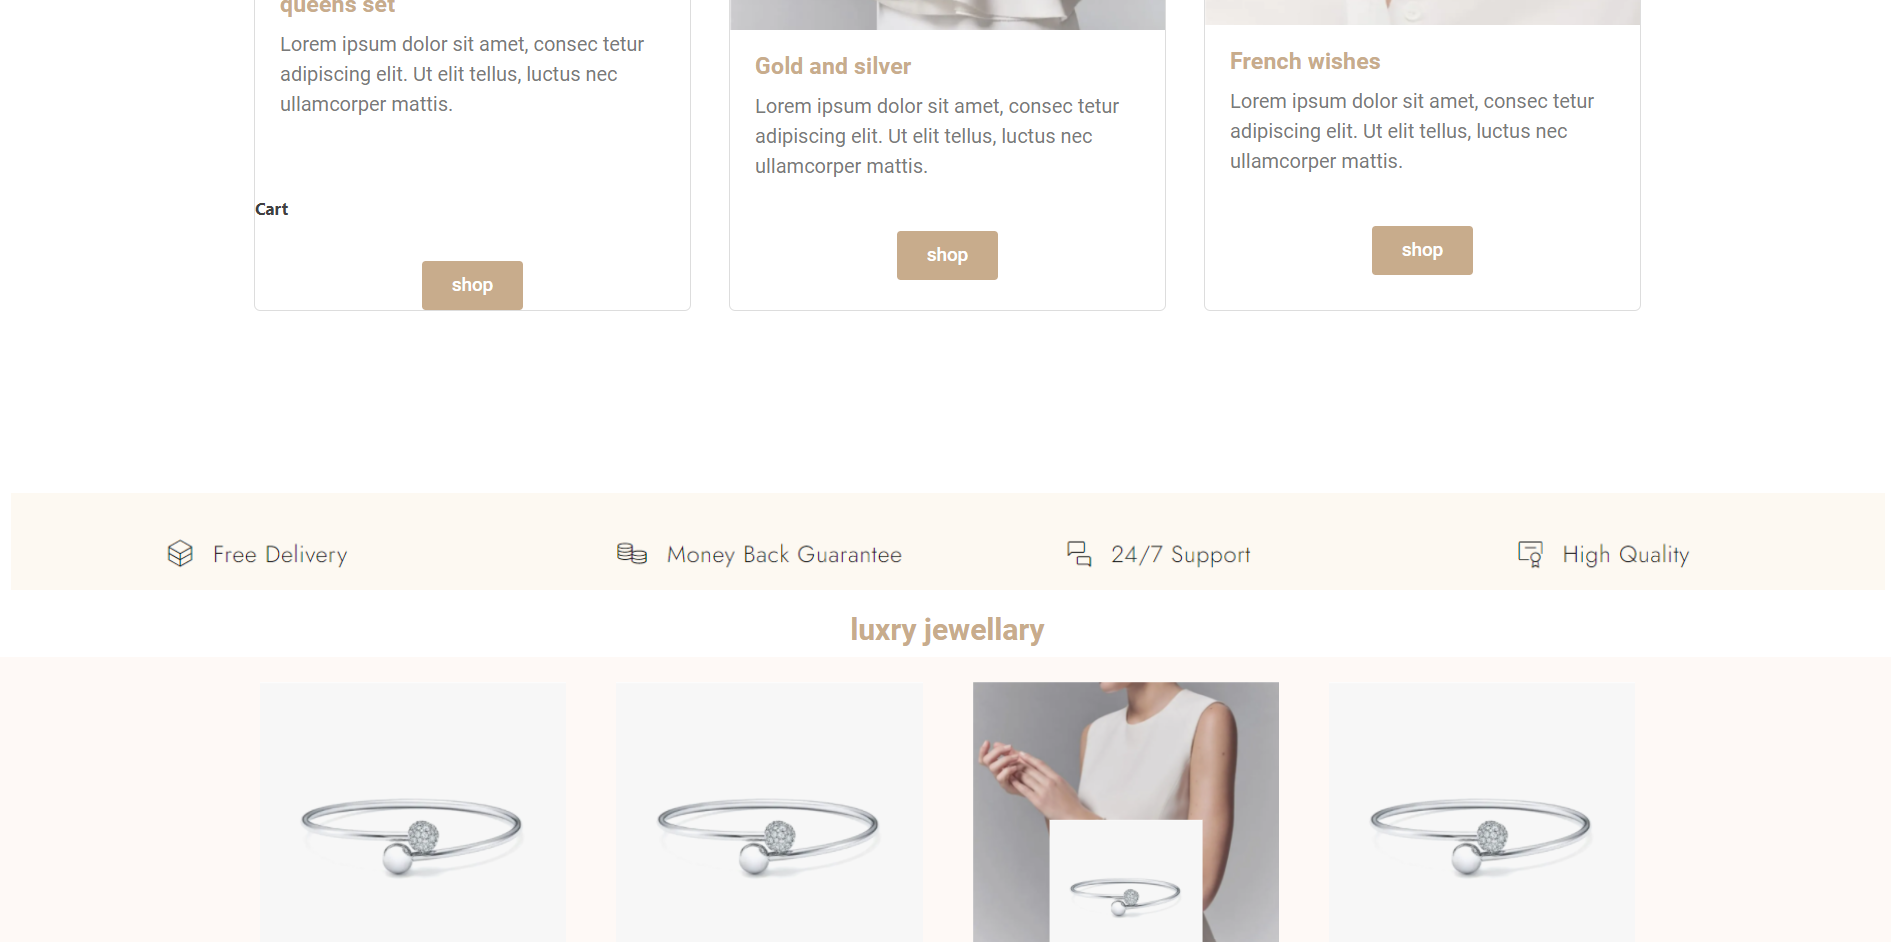 queens set
Lorem ipsum dolor sit amet, consec tetur
adipiscing elit. Ut elit tellus, luctus nec
ullamcorper mattis.
Cart
shop
Gold and silver
Lorem ipsum dolor sit amet, consec tetur
adipiscing elit. Ut elit tellus, luctus nec
ullamcorper mattis.
shop
French wishes
Lorem ipsum dolor sit amet, consec tetur
adipiscing elit. Ut elit tellus, luctus nec
ullamcorper mattis.
shop
Free Delivery
Money Back Guarantee
24/7 Support
High Quality
luxry jewellary